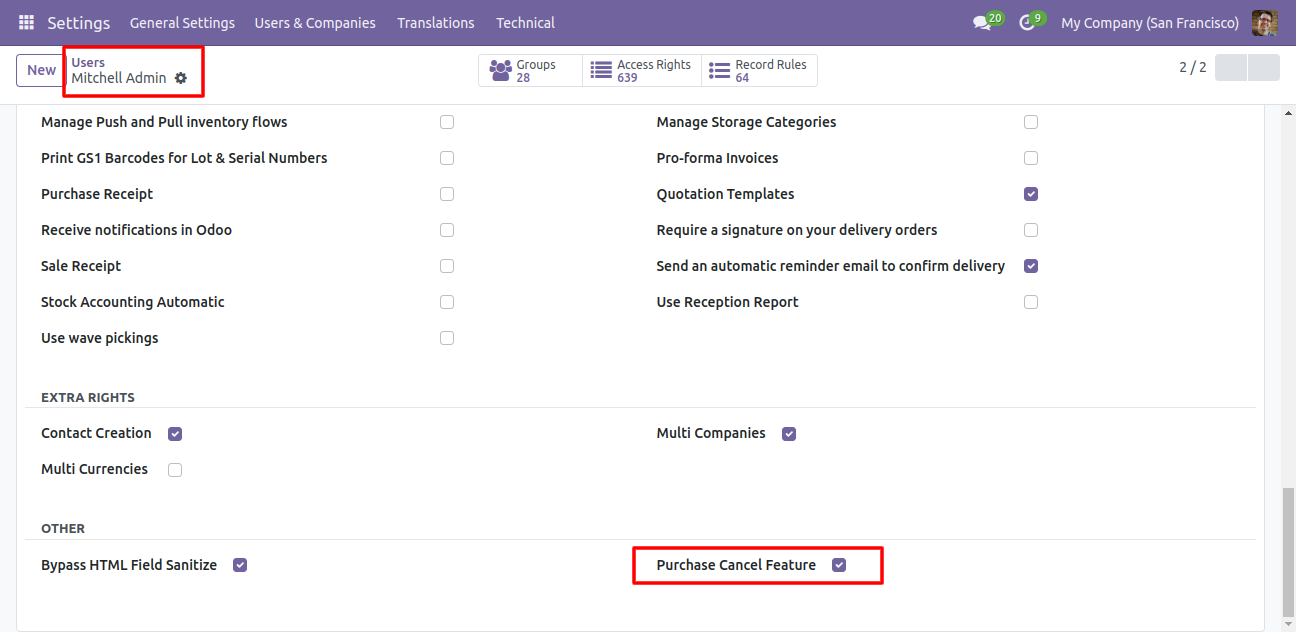 Settings General Settings Users & Companies Translations Technical 20 9 My Company (San Francisco)
New Users Mitchell Admin Groups 28 Access Rights 639 Record Rules 64 2 / 2
Manage Push and Pull inventory flows Manage Storage Categories
Print GS1 Barcodes for Lot & Serial Numbers Pro-forma Invoices
Purchase Receipt Quotation Templates
Receive notifications in Odoo Require a signature on your delivery orders
Sale Receipt Send an automatic reminder email to confirm delivery
Stock Accounting Automatic Use Reception Report
Use wave pickings
EXTRA RIGHTS
Contact Creation Multi Companies
Multi Currencies
OTHER
Bypass HTML Field Sanitize Purchase Cancel Feature